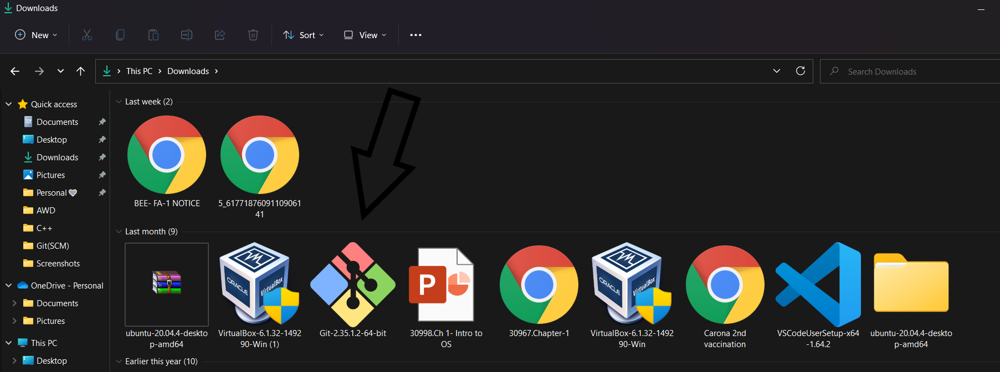 Downloads
New
Sort
View
This PC
Downloads
Search Downloads
Quick access
Documents
Desktop
Downloads
Pictures
Personal🤍
AWD
C++
Git(SCM)
Screenshots
OneDrive - Personal
Documents
Pictures
This PC
Desktop
Last week (2)
BEE- FA-1 NOTICE
5_61771876091109061
41
Last month (9)
ubuntu-20.04.4-deskto
p-amd64
ORACLE
VirtualBox
VirtualBox-6.1.32-1492
90-Win (1)
Git-2.35.1.2-64-bit
P
30998.Ch 1- Intro to
OS
30967.Chapter-1
ORACLE
VirtualBox
VirtualBox-6.1.32-1492
90-Win
Carona 2nd
vaccination
VSCodeUserSetup-x64
-1.64.2
ubuntu-20.04.4-deskto
p-amd64
Earlier this year (10)